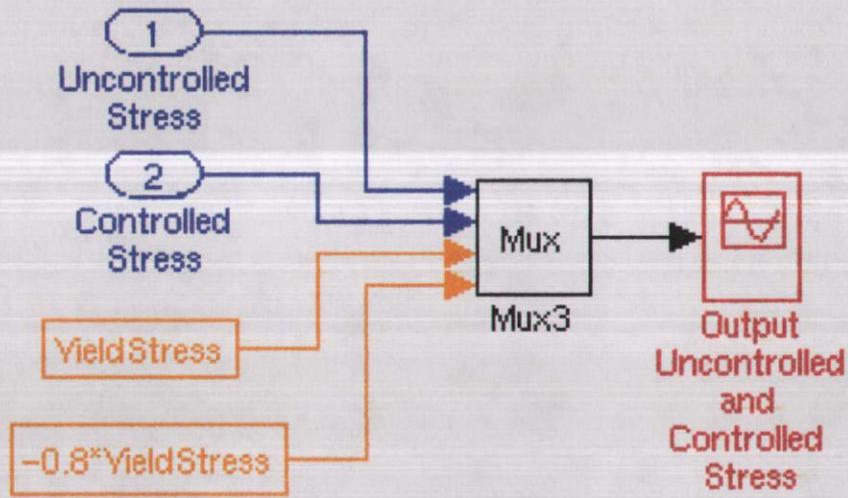 1
Uncontrolled
Stress
2
Controlled
Stress
YieldStress
-0.8*YieldStress
Mux
Mux3
Output
Uncontrolled
and
Controlled
Stress